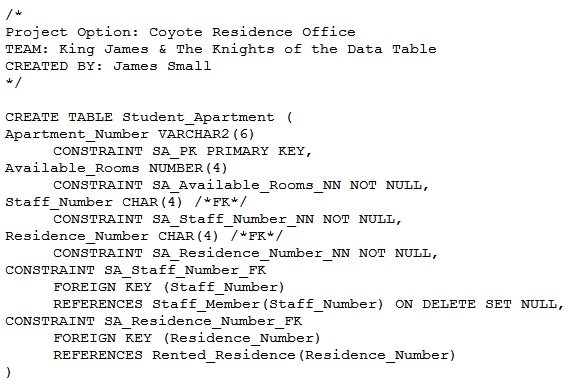 /*
Project Option: Coyote Residence Office
TEAM: King James & The Knights of the Data Table
CREATED BY: James Small
*/

CREATE TABLE Student_Apartment (
Apartment_Number VARCHAR2(6)
CONSTRAINT SA_PK PRIMARY KEY,
Available_Rooms NUMBER(4)
CONSTRAINT SA_Available_Rooms_NN NOT NULL,
Staff_Number CHAR(4) /*FK*/
CONSTRAINT SA_Staff_Number_NN NOT NULL,
Residence_Number CHAR(4) /*FK*/
CONSTRAINT SA_Residence_Number_NN NOT NULL,
CONSTRAINT SA_Staff_Number_FK
FOREIGN KEY (Staff_Number)
REFERENCES Staff_Member(Staff_Number) ON DELETE SET NULL,
CONSTRAINT SA_Residence_Number_FK
FOREIGN KEY (Residence_Number)
REFERENCES Rented_Residence(Residence_Number)
)